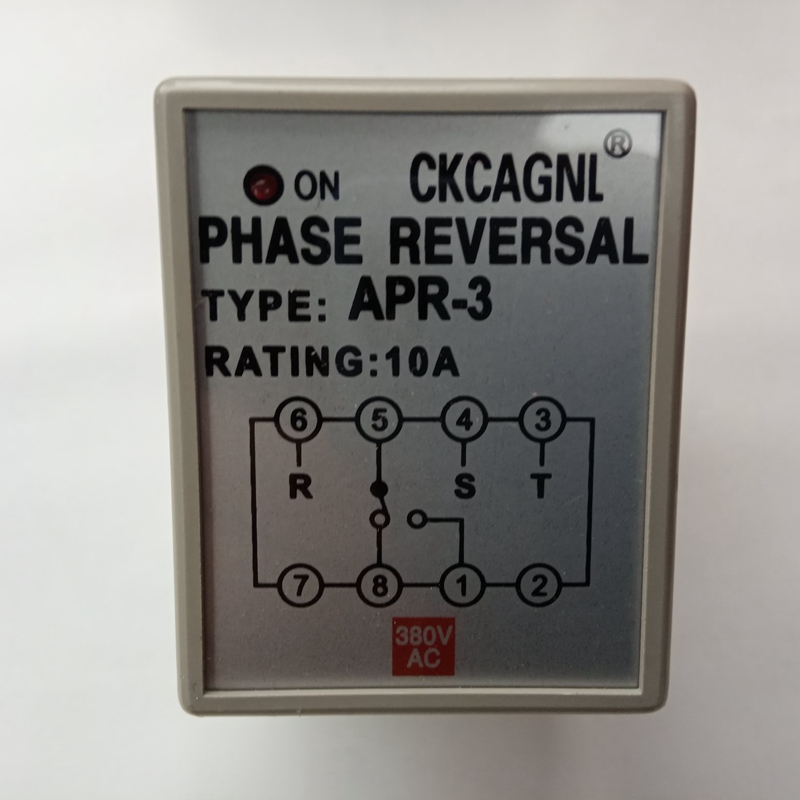 ON CKCAGNL®
PHASE REVERSAL
TYPE: APR-3
RATING:10A
6 5 4 3
R S T
7 8 1 2
380V
AC